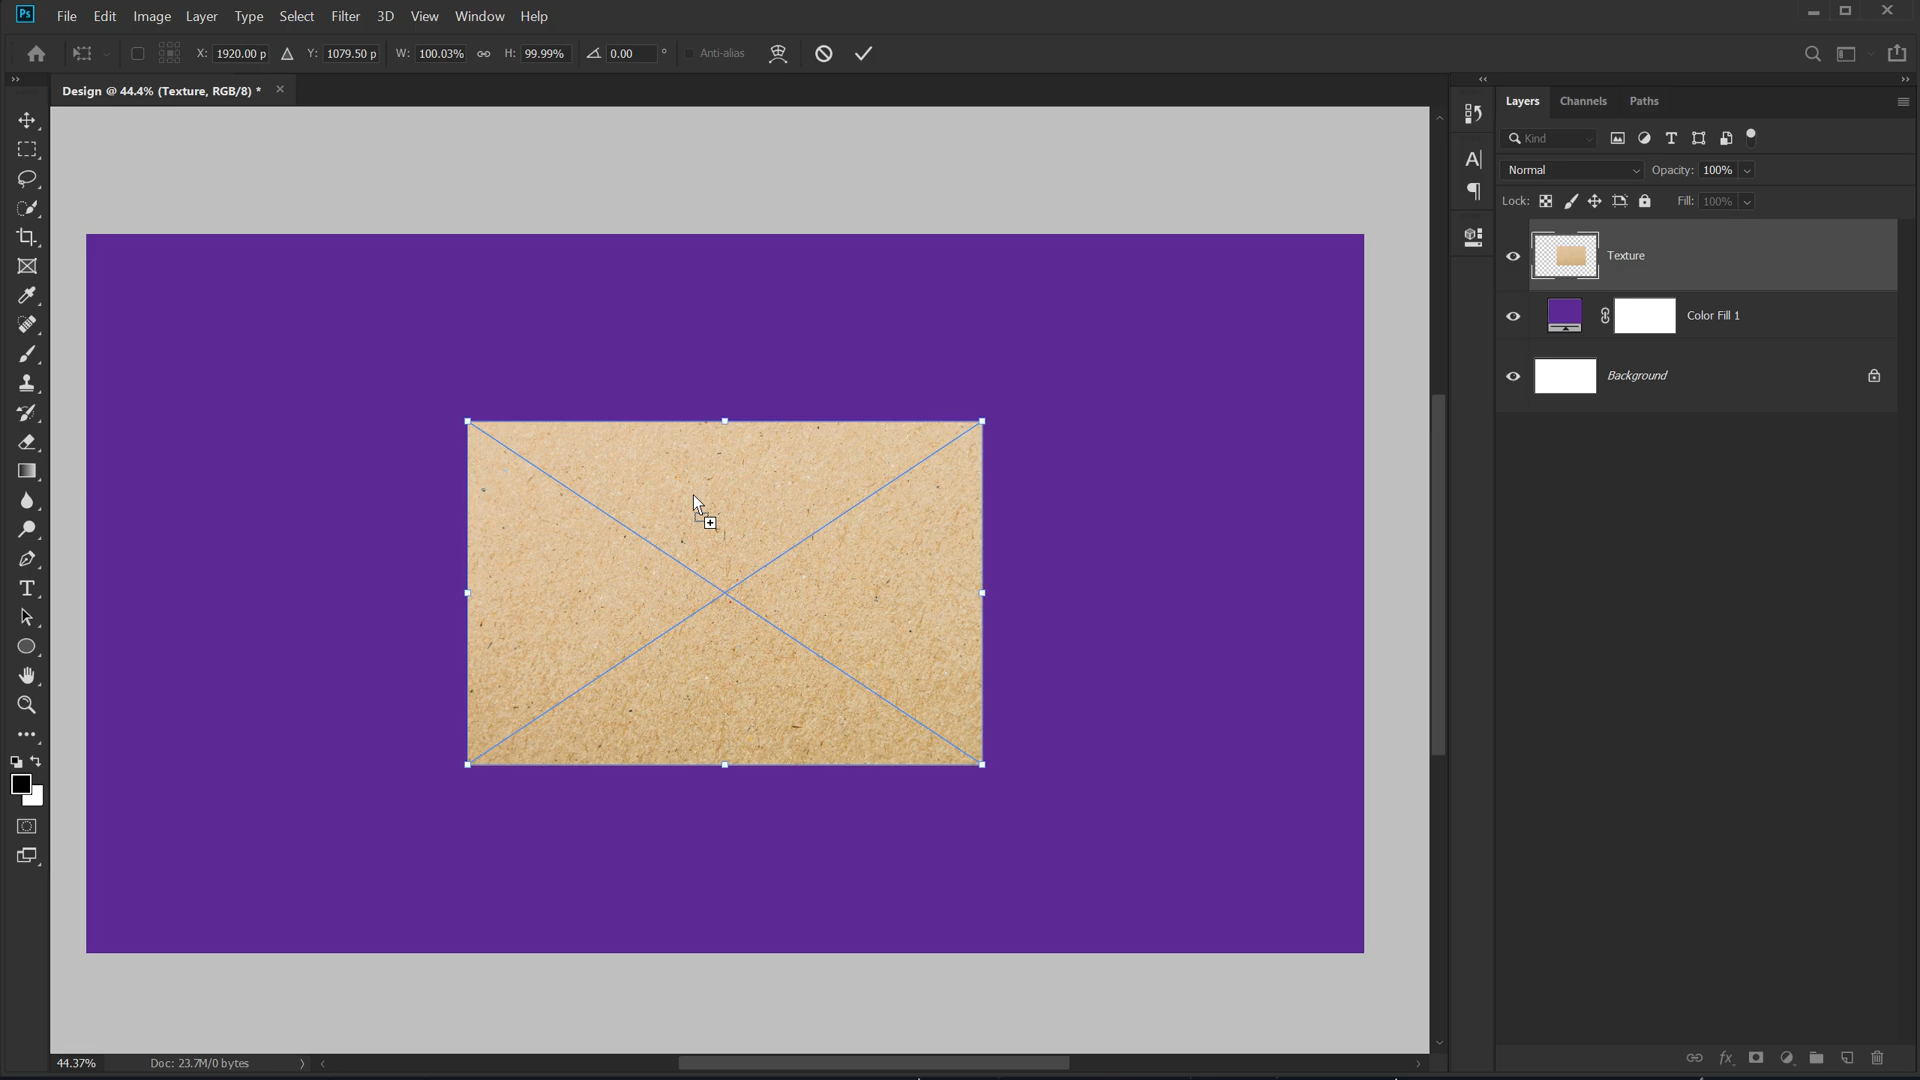 Ps File Edit Image Layer Type Select Filter 3D View Window Help
X: 1920.00 p Y: 1079.50 p W: 100.03% H: 99.99% 0.00 ° Anti-alias
Design @ 44.4% (Texture, RGB/8) * ×
Layers Channels Paths
Kind
Normal Opacity: 100%
Lock: Fill: 100%
Texture
Color Fill 1
Background
44.37% Doc: 23.7M/0 bytes